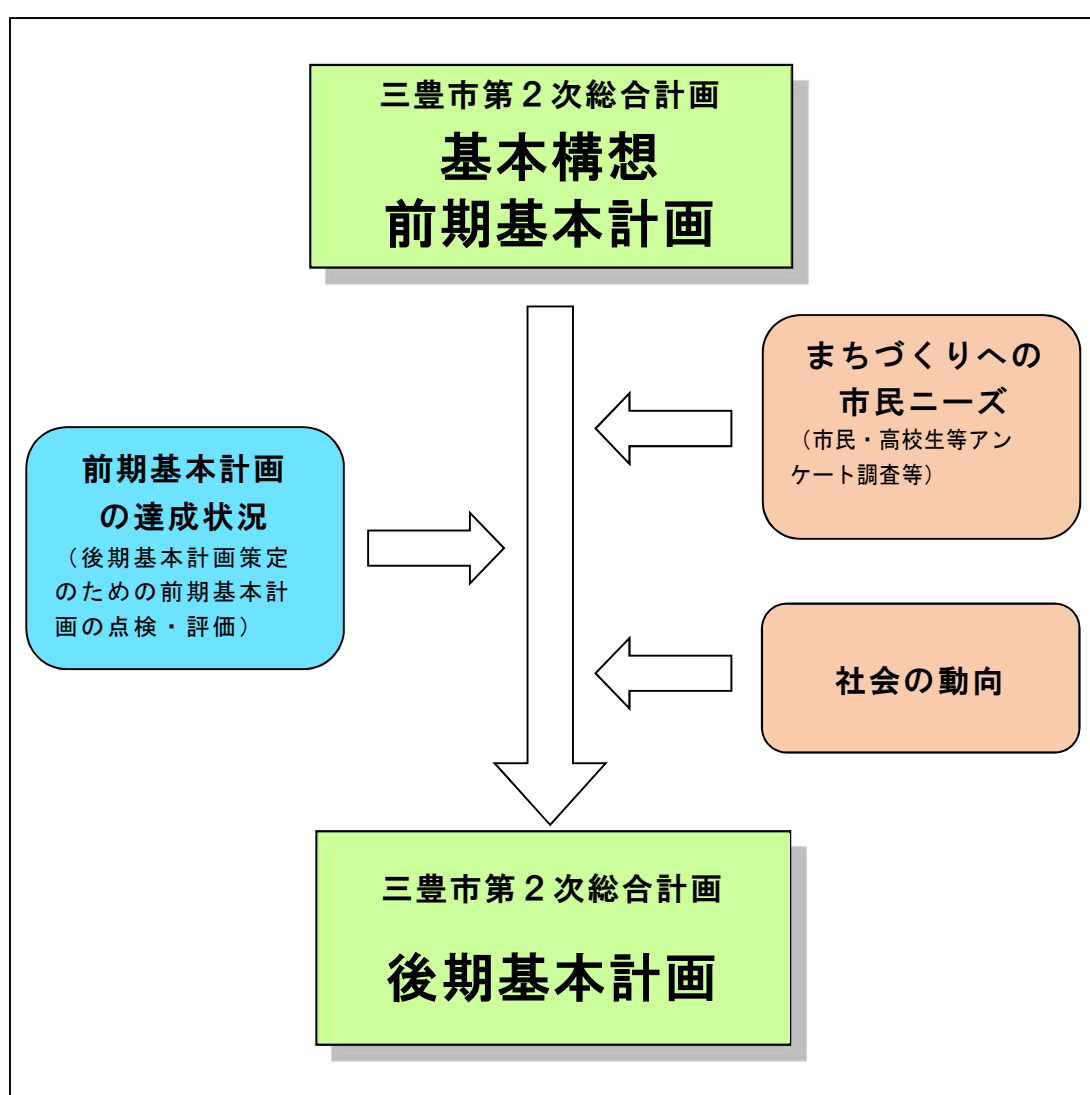 三豊市第２次総合計画
基本構想
前期基本計画
まちづくりへの
市民ニーズ
（市民・高校生等アン
ケート調査等）
前期基本計画
の達成状況
（後期基本計画策定
のための前期基本計
画の点検・評価）
社会の動向
三豊市第２次総合計画
後期基本計画